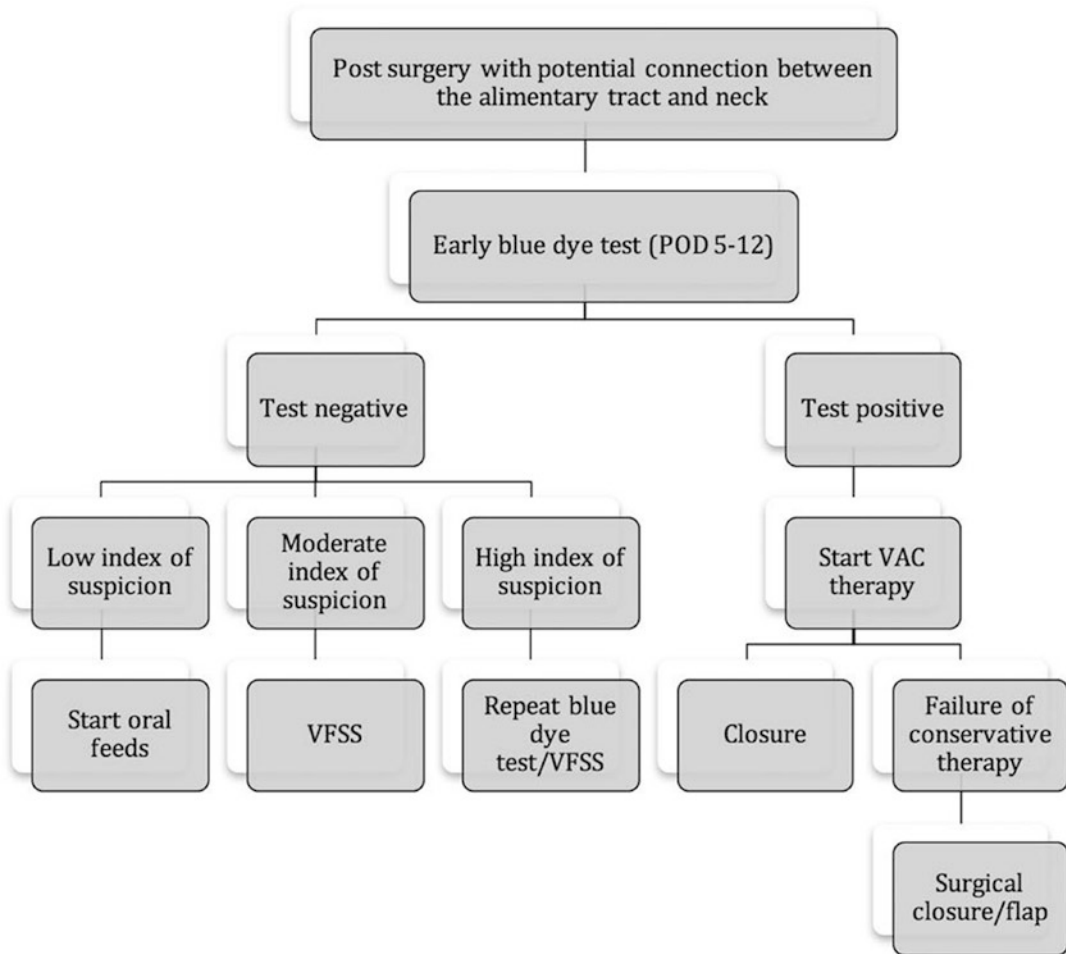 Post surgery with potential connection between
the alimentary tract and neck
Early blue dye test (POD 5-12)
Test negative
Test positive
Low index of
suspicion
Moderate
index of
suspicion
High index of
suspicion
Start VAC
therapy
Start oral
feeds
VFSS
Repeat blue
dye
test/VFSS
Closure
Failure of
conservative
therapy
Surgical
closure/flap